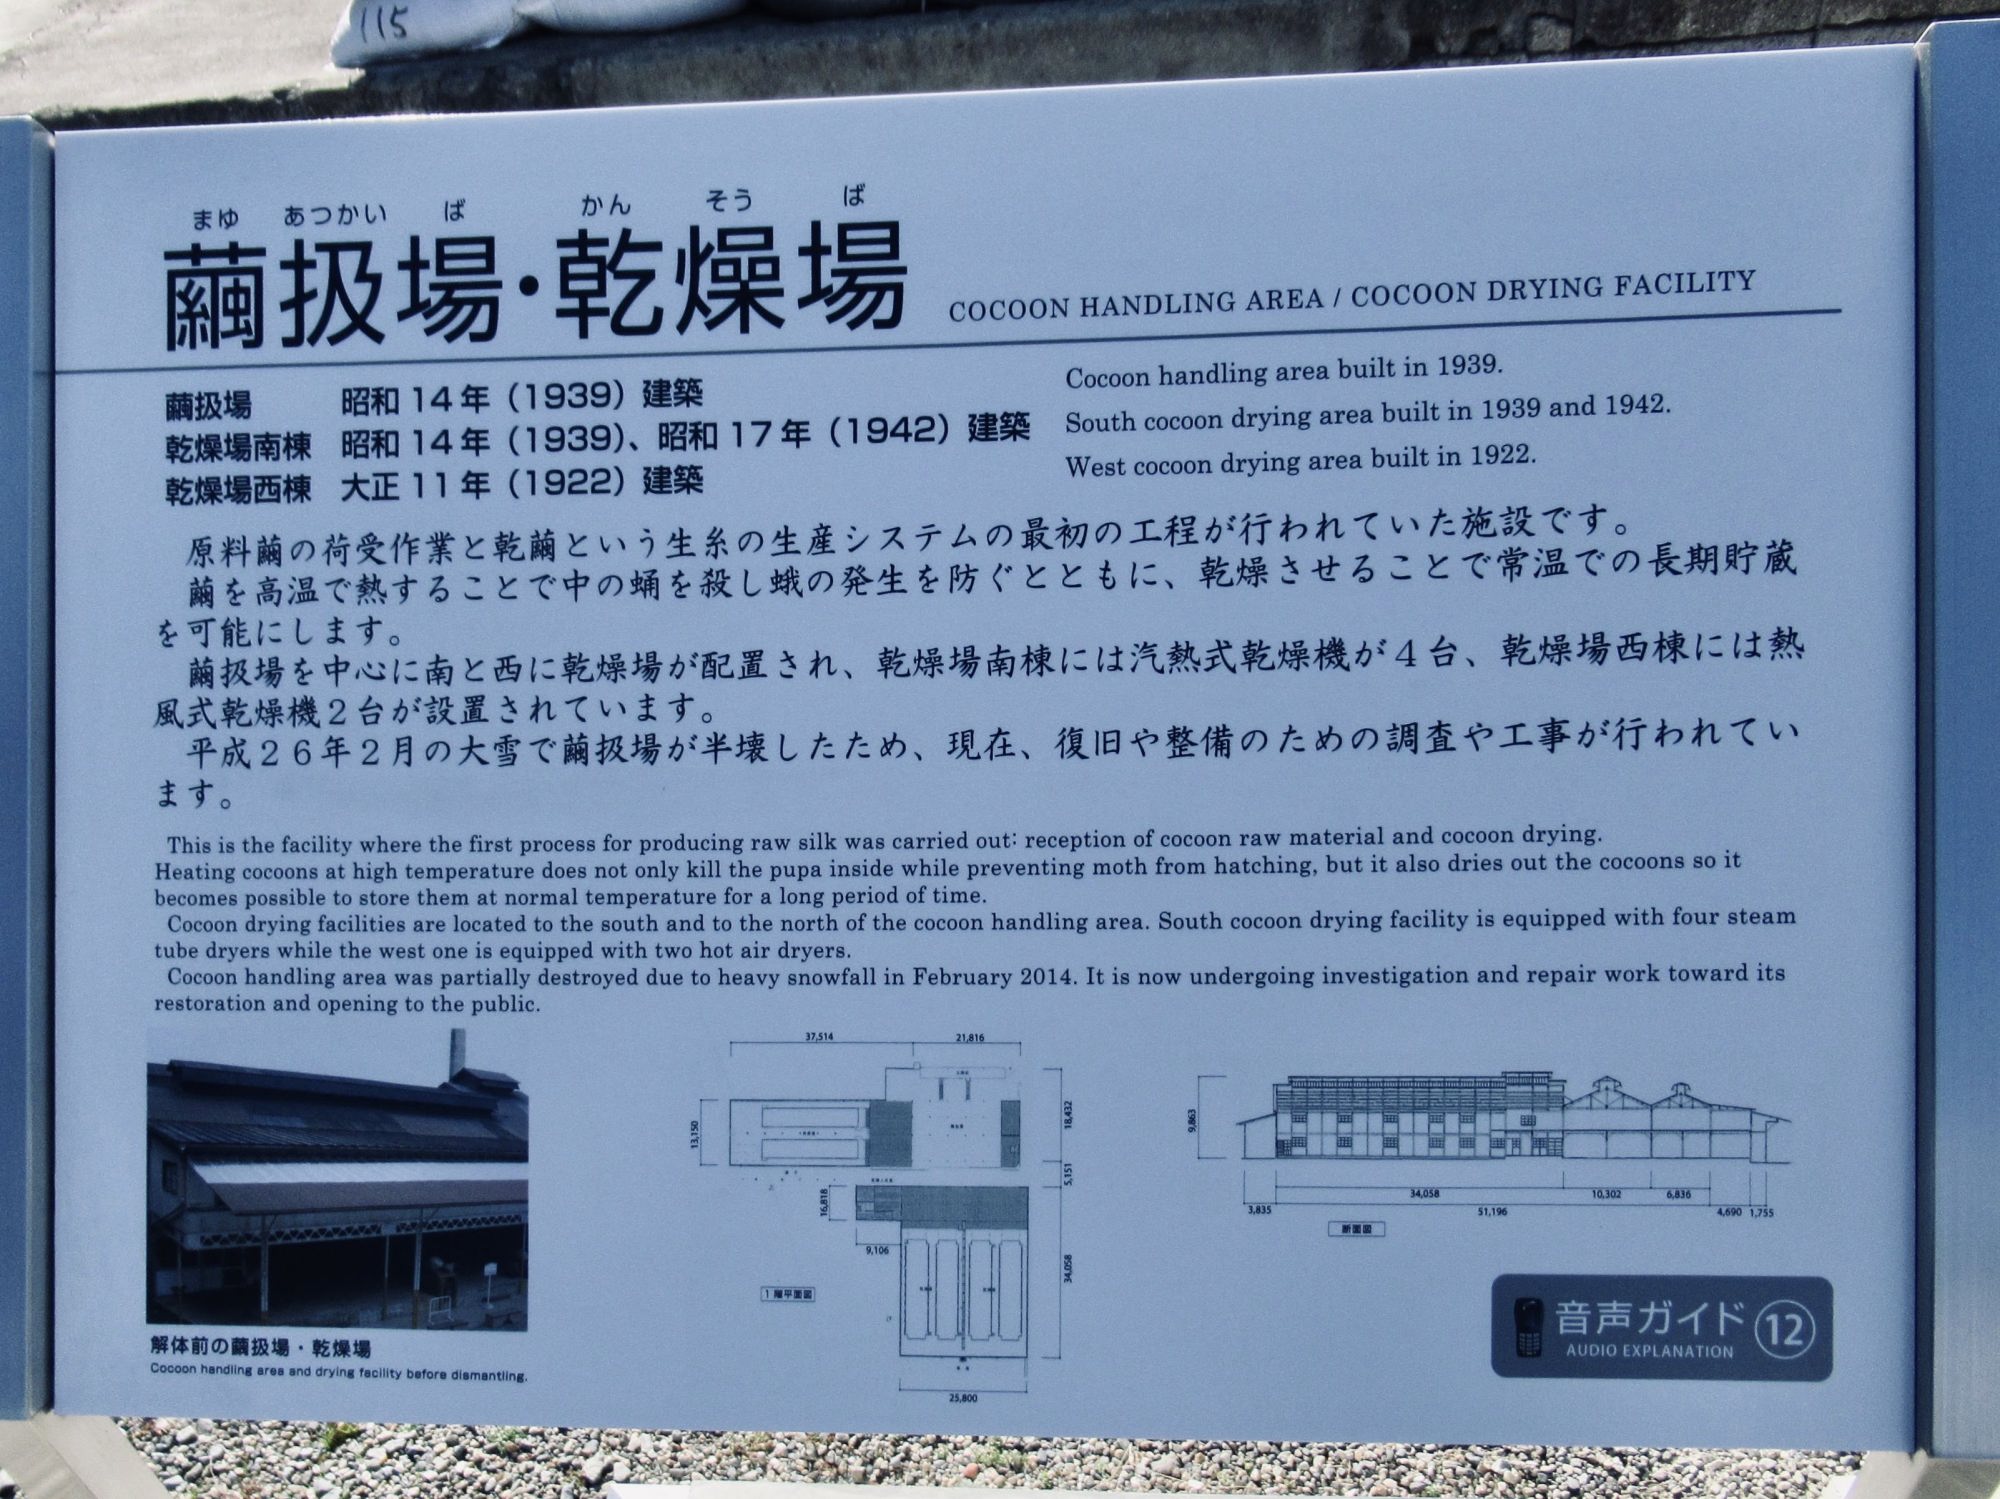 115
まゆ あつかい ば かん そう ば
繭扱場・乾燥場 COCOON HANDLING AREA / COCOON DRYING FACILITY
繭扱場 昭和14年（1939）建築
乾燥場南棟 昭和14年（1939）、昭和17年（1942）建築
乾燥場西棟 大正11年（1922）建築
Cocoon handling area built in 1939.
South cocoon drying area built in 1939 and 1942.
West cocoon drying area built in 1922.
原料繭の荷受作業と乾繭という生糸の生産システムの最初の工程が行われていた施設です。
繭を高温で熱することで中の蛹を殺し蛾の発生を防ぐとともに、乾燥させることで常温での長期貯蔵
を可能にします。
繭扱場を中心に南と西に乾燥場が配置され、乾燥場南棟には汽熱式乾燥機が４台、乾燥場西棟には熱
風式乾燥機２台が設置されています。
平成２６年２月の大雪で繭扱場が半壊したため、現在、復旧や整備のための調査や工事が行われてい
ます。
This is the facility where the first process for producing raw silk was carried out: reception of cocoon raw material and cocoon drying.
Heating cocoons at high temperature does not only kill the pupa inside while preventing moth from hatching, but it also dries out the cocoons so it
becomes possible to store them at normal temperature for a long period of time.
Cocoon drying facilities are located to the south and to the north of the cocoon handling area. South cocoon drying facility is equipped with four steam
tube dryers while the west one is equipped with two hot air dryers.
Cocoon handling area was partially destroyed due to heavy snowfall in February 2014. It is now undergoing investigation and repair work toward its
restoration and opening to the public.
解体前の繭扱場・乾燥場
Cocoon handling area and drying facility before dismantling.
37,514 21,816
13,150
18,432
5,151
16,818
9,106
34,058
25,800
1階平面図
9,863
34,058 10,302 6,836
3,835 51,196 4,690 1,755
断面図
音声ガイド 12
AUDIO EXPLANATION